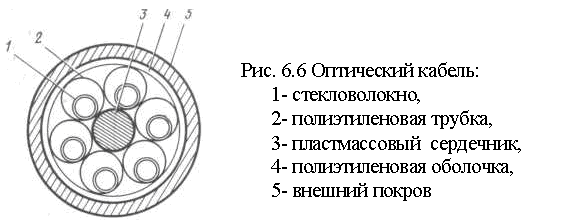 1 2 3 4 5
Рис. 6.6 Оптический кабель:
1- стекловолокно,
2- полиэтиленовая трубка,
3- пластмассовый сердечник,
4- полиэтиленовая оболочка,
5- внешний покров